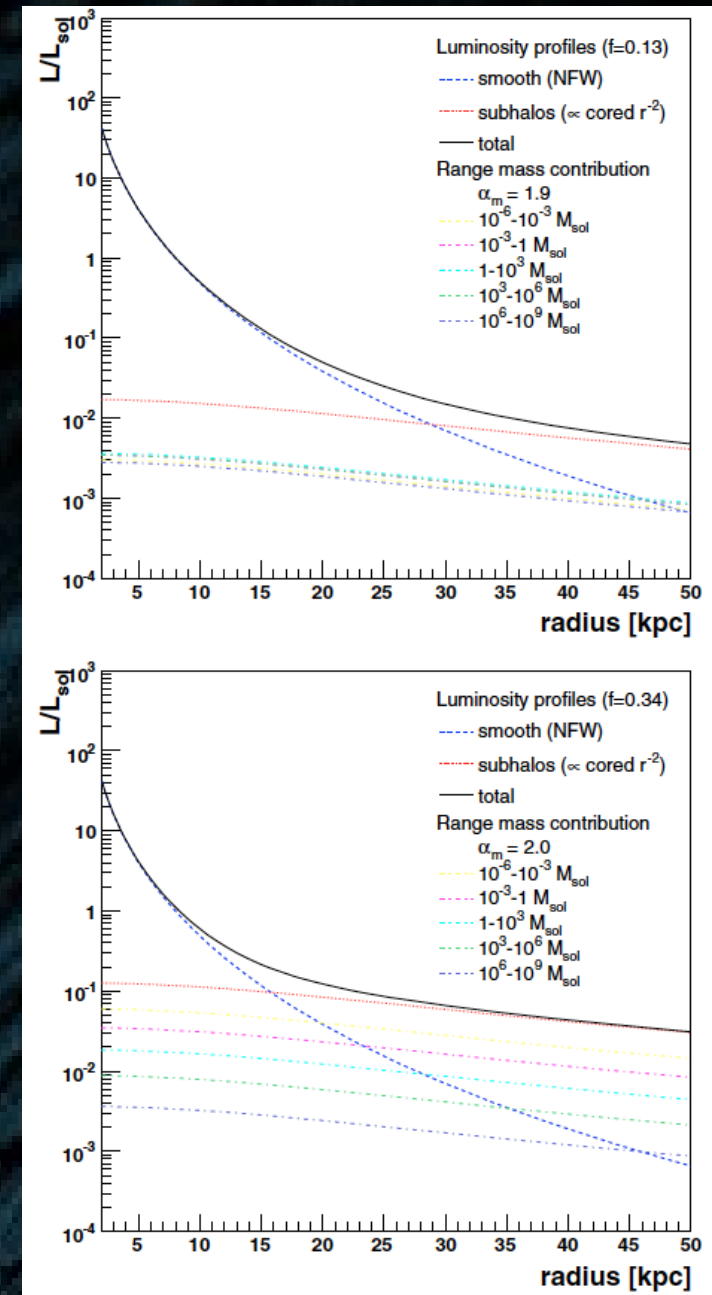 L/L_sol
10^3
10^2
10
1
10^-1
10^-2
10^-3
10^-4
Luminosity profiles (f=0.13)
smooth (NFW)
subhalos (∝ cored r^-2)
total
Range mass contribution
α_m = 1.9
10^-6-10^-3 M_sol
10^-3-1 M_sol
1-10^3 M_sol
10^3-10^6 M_sol
10^6-10^9 M_sol
5 10 15 20 25 30 35 40 45 50
radius [kpc]
L/L_sol
10^3
10^2
10
1
10^-1
10^-2
10^-3
10^-4
Luminosity profiles (f=0.34)
smooth (NFW)
subhalos (∝ cored r^-2)
total
Range mass contribution
α_m = 2.0
10^-6-10^-3 M_sol
10^-3-1 M_sol
1-10^3 M_sol
10^3-10^6 M_sol
10^6-10^9 M_sol
5 10 15 20 25 30 35 40 45 50
radius [kpc]